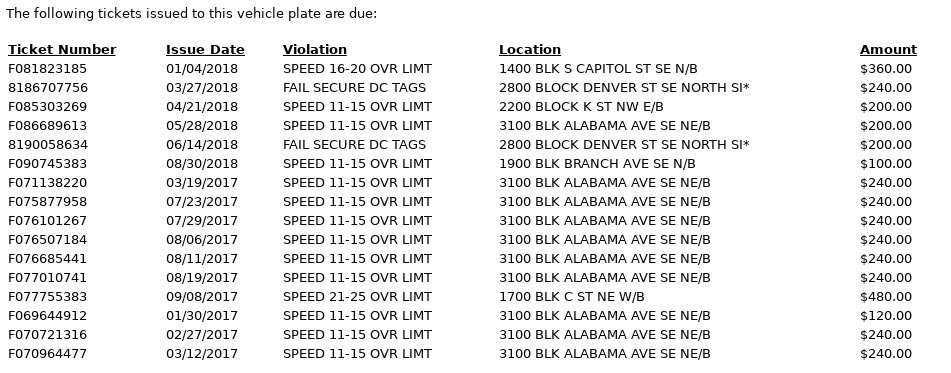 The following tickets issued to this vehicle plate are due:
Ticket Number Issue Date Violation Location Amount
F081823185 01/04/2018 SPEED 16-20 OVR LIMT 1400 BLK S CAPITOL ST SE N/B $360.00
8186707756 03/27/2018 FAIL SECURE DC TAGS 2800 BLOCK DENVER ST SE NORTH SI* $240.00
F085303269 04/21/2018 SPEED 11-15 OVR LIMT 2200 BLOCK K ST NW E/B $200.00
F086689613 05/28/2018 SPEED 11-15 OVR LIMT 3100 BLK ALABAMA AVE SE NE/B $200.00
8190058634 06/14/2018 FAIL SECURE DC TAGS 2800 BLOCK DENVER ST SE NORTH SI* $200.00
F090745383 08/30/2018 SPEED 11-15 OVR LIMT 1900 BLK BRANCH AVE SE N/B $100.00
F071138220 03/19/2017 SPEED 11-15 OVR LIMT 3100 BLK ALABAMA AVE SE NE/B $240.00
F075877958 07/23/2017 SPEED 11-15 OVR LIMT 3100 BLK ALABAMA AVE SE NE/B $240.00
F076101267 07/29/2017 SPEED 11-15 OVR LIMT 3100 BLK ALABAMA AVE SE NE/B $240.00
F076507184 08/06/2017 SPEED 11-15 OVR LIMT 3100 BLK ALABAMA AVE SE NE/B $240.00
F076685441 08/11/2017 SPEED 11-15 OVR LIMT 3100 BLK ALABAMA AVE SE NE/B $240.00
F077010741 08/19/2017 SPEED 11-15 OVR LIMT 3100 BLK ALABAMA AVE SE NE/B $240.00
F077755383 09/08/2017 SPEED 21-25 OVR LIMT 1700 BLK C ST NE W/B $480.00
F069644912 01/30/2017 SPEED 11-15 OVR LIMT 3100 BLK ALABAMA AVE SE NE/B $120.00
F070721316 02/27/2017 SPEED 11-15 OVR LIMT 3100 BLK ALABAMA AVE SE NE/B $240.00
F070964477 03/12/2017 SPEED 11-15 OVR LIMT 3100 BLK ALABAMA AVE SE NE/B $240.00